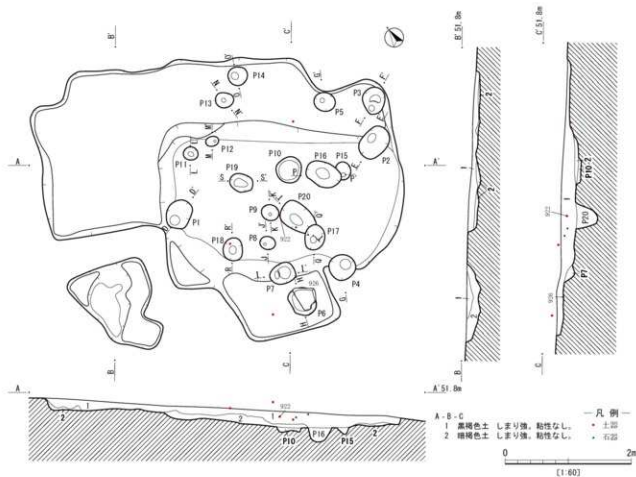 B'
C'
B' 51.8m
C' 51.8m
P14
P13
P5
P3
P2
P12
P11
P10
P16
P15
P19
P9
P20
P1
P18
P8
P17
P7
P4
P6
922
926
A
A'
B
C
A
A' 51.8m
922
1
2
P10
P16
P15
2
P10・2
P20
P7
922
926
A-B-C
1 黒褐色土 しまり強。粘性なし。
2 暗褐色土 しまり強。粘性なし。
凡例
土器
石器
0
2m
[1:60]